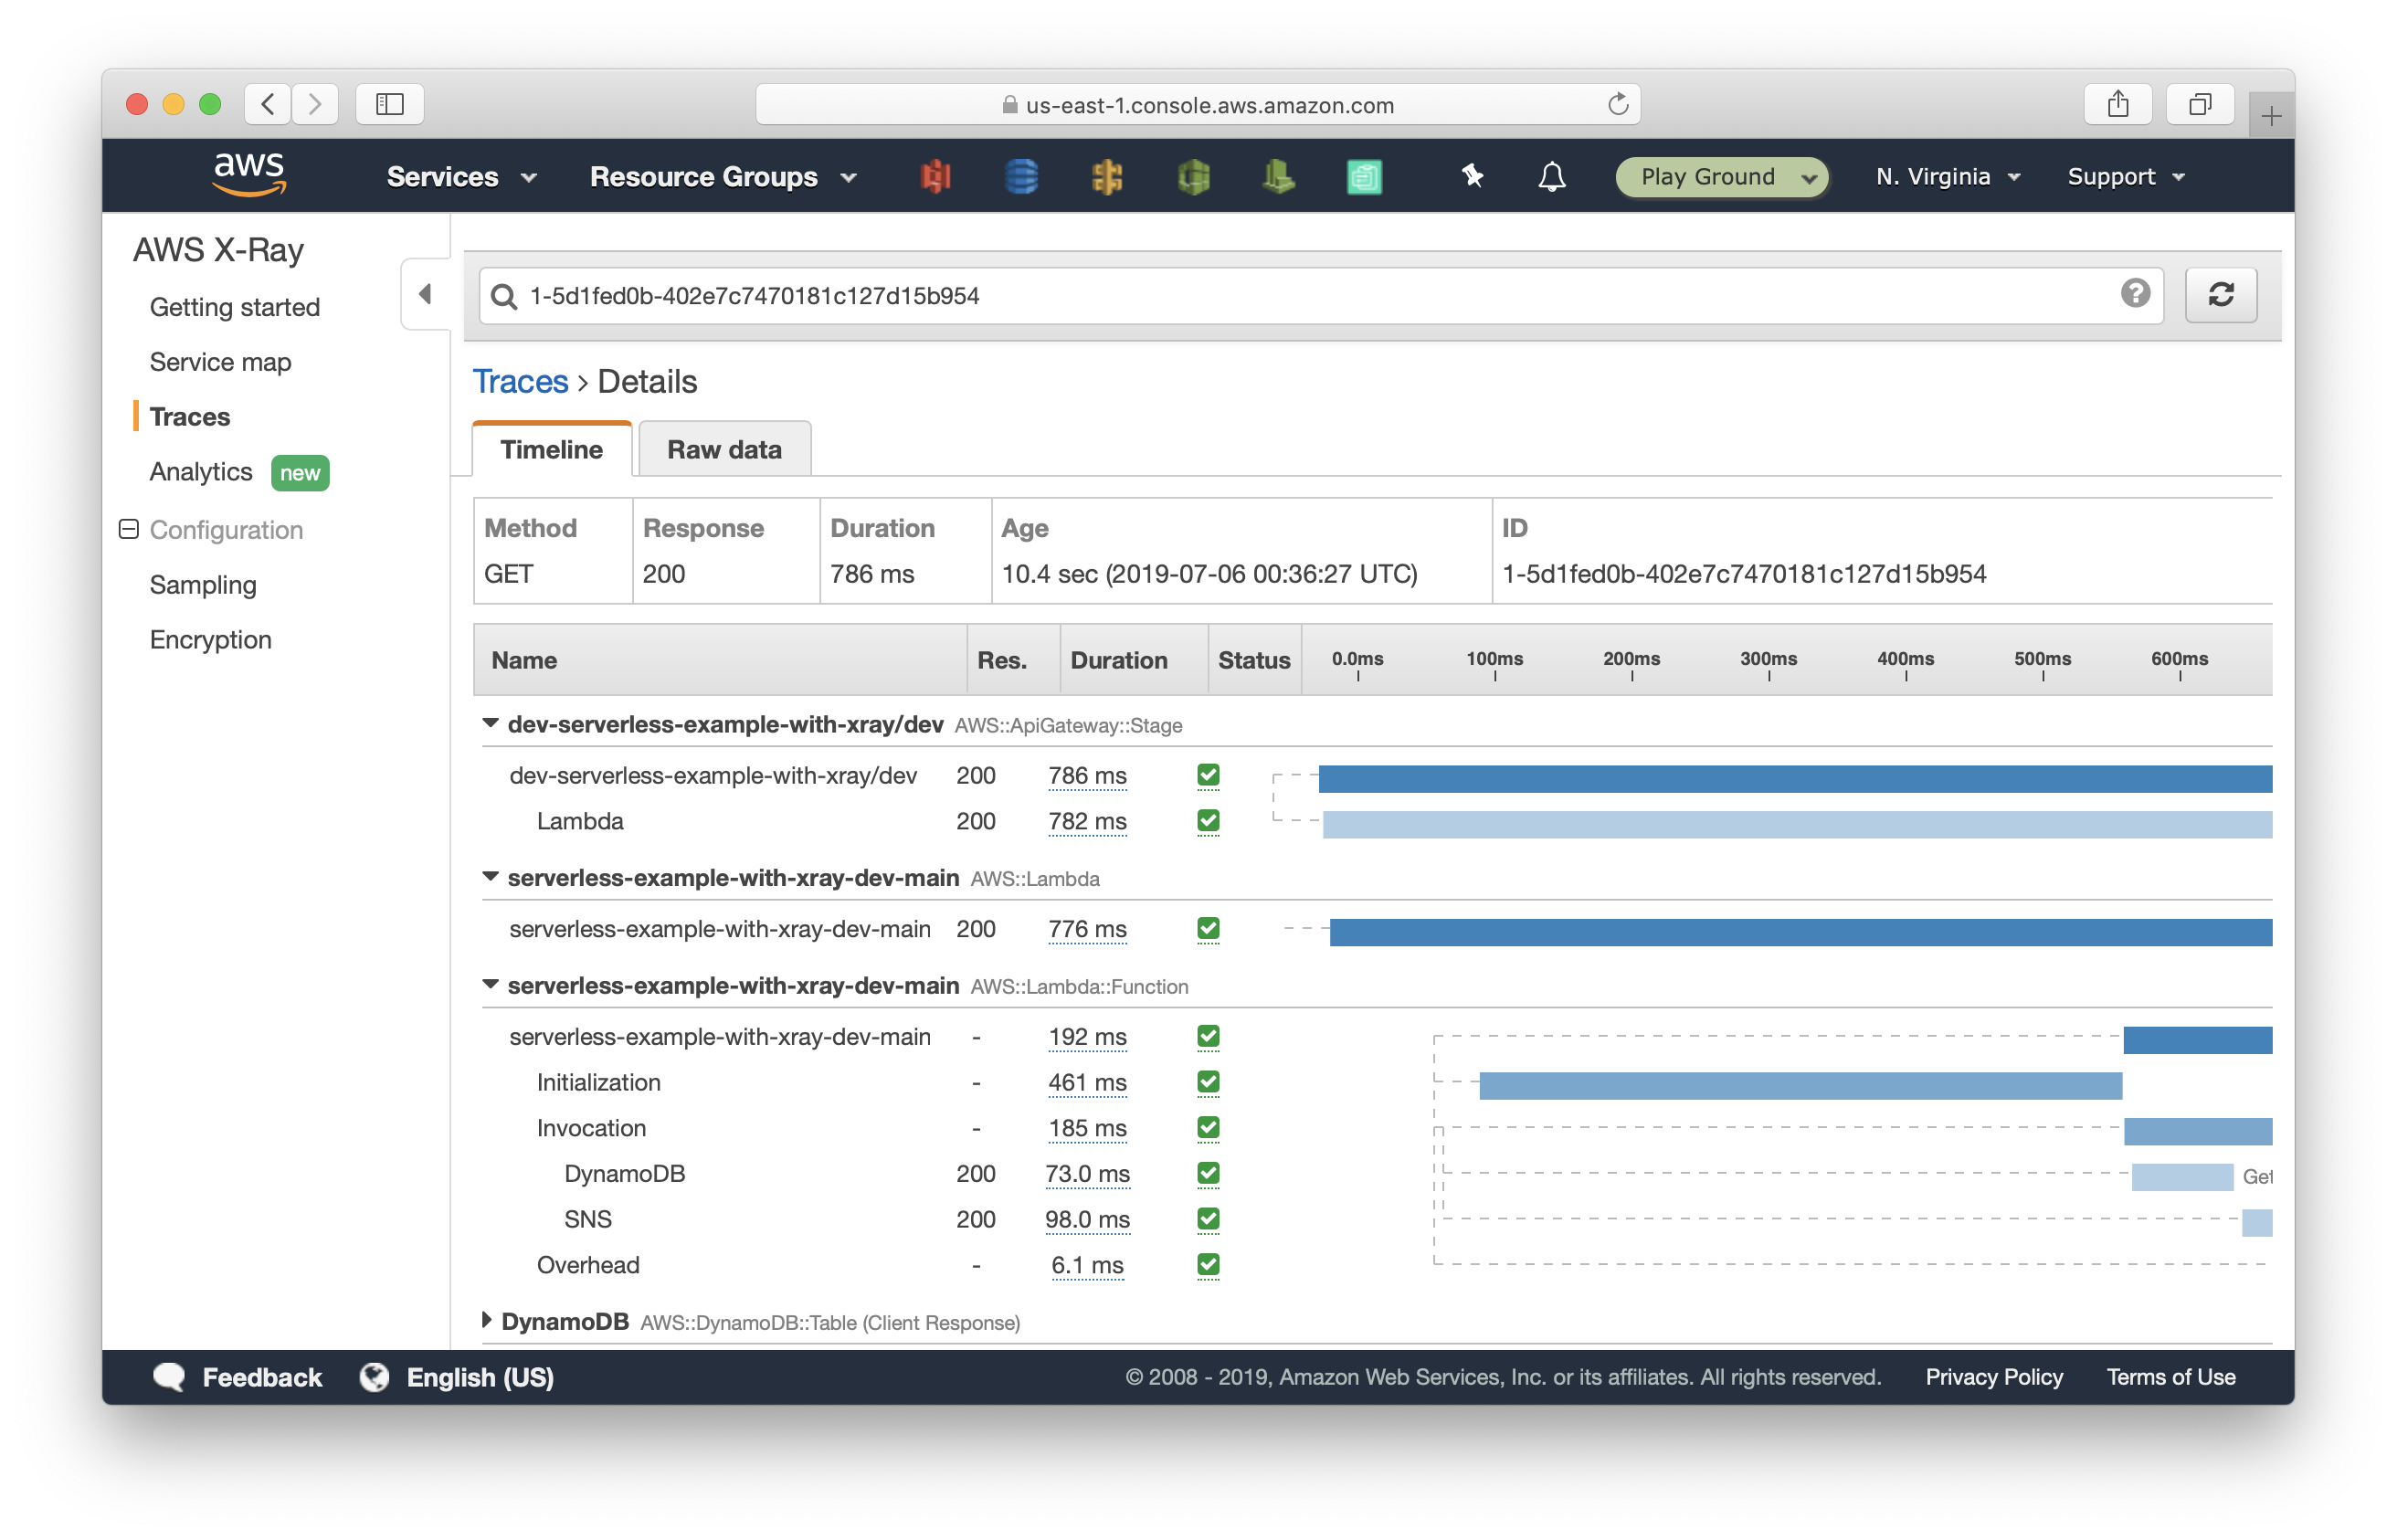 us-east-1.console.aws.amazon.com
aws Services Resource Groups Play Ground N. Virginia Support
AWS X-Ray
Getting started
Service map
Traces
Analytics new
Configuration
Sampling
Encryption
1-5d1fed0b-402e7c7470181c127d15b954
Traces > Details
Timeline Raw data
Method Response Duration Age ID
GET 200 786 ms 10.4 sec (2019-07-06 00:36:27 UTC) 1-5d1fed0b-402e7c7470181c127d15b954
Name Res. Duration Status 0.0ms 100ms 200ms 300ms 400ms 500ms 600ms
dev-serverless-example-with-xray/dev AWS::ApiGateway::Stage
dev-serverless-example-with-xray/dev 200 786 ms
Lambda 200 782 ms
serverless-example-with-xray-dev-main AWS::Lambda
serverless-example-with-xray-dev-main 200 776 ms
serverless-example-with-xray-dev-main AWS::Lambda::Function
serverless-example-with-xray-dev-main - 192 ms
Initialization - 461 ms
Invocation - 185 ms
DynamoDB 200 73.0 ms Get
SNS 200 98.0 ms
Overhead - 6.1 ms
DynamoDB AWS::DynamoDB::Table (Client Response)
Feedback English (US) © 2008 - 2019, Amazon Web Services, Inc. or its affiliates. All rights reserved. Privacy Policy Terms of Use